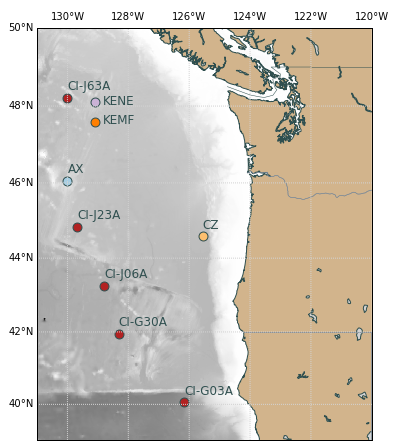 130°W 128°W 126°W 124°W 122°W 120°W
50°N
CI-J63A
KENE
48°N
KEMF
AX
46°N
CI-J23A
CZ
44°N
CI-J06A
CI-G30A
42°N
CI-G03A
40°N